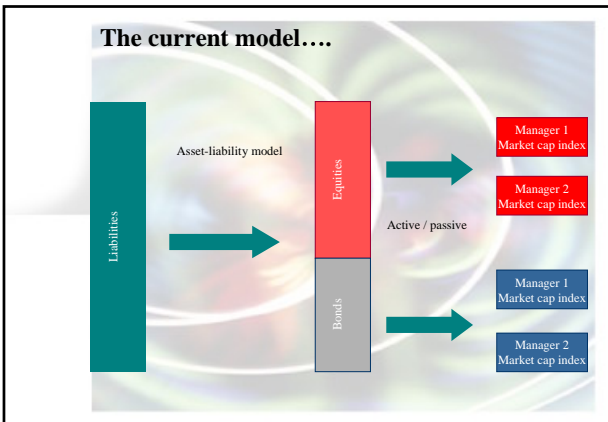 The current model….
Liabilities
Asset-liability model
Equities
Bonds
Active / passive
Manager 1
Market cap index
Manager 2
Market cap index
Manager 1
Market cap index
Manager 2
Market cap index